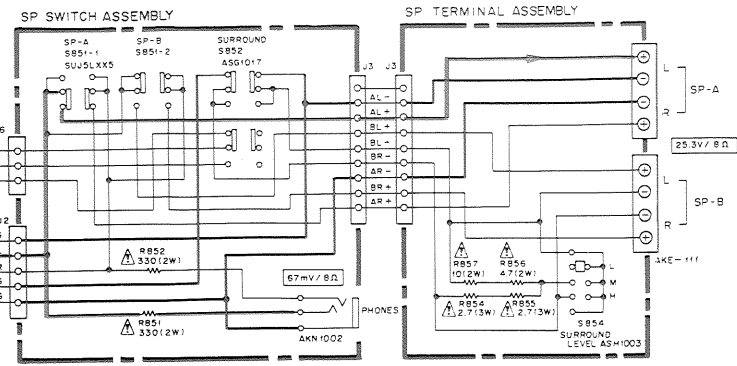 SP SWITCH ASSEMBLY
SP TERMINAL ASSEMBLY
SP-A
S851-1
SUJ5LXX5
SP-B
S851-2
SURROUND
S852
ASG1017
J3
J3
AL-
AL+
BL+
BL-
BR-
AR-
BR+
AR+
L
R
SP-A
25.3V/8Ω
L
R
SP-B
AKE-111
J2
R852
330(2W)
R851
330(2W)
67mV/8Ω
PHONES
AKN1002
R857
10(2W)
R856
4.7(2W)
R854
2.7(3W)
R855
2.7(3W)
L
M
H
S854
SURROUND
LEVEL ASH1003